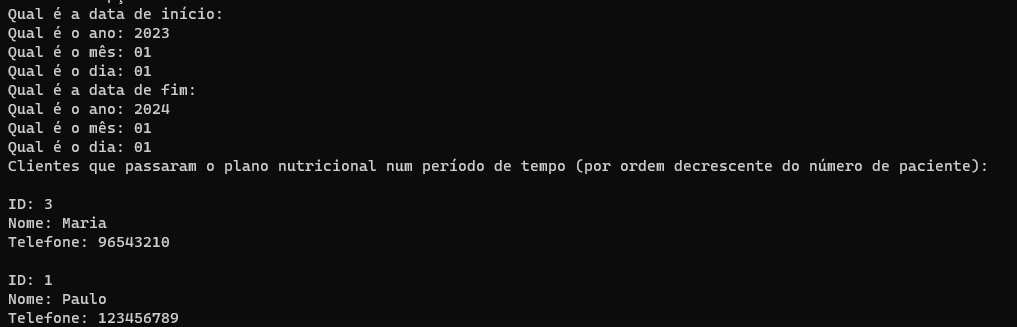 Qual é a data de início:
Qual é o ano: 2023
Qual é o mês: 01
Qual é o dia: 01
Qual é a data de fim:
Qual é o ano: 2024
Qual é o mês: 01
Qual é o dia: 01
Clientes que passaram o plano nutricional num período de tempo (por ordem decrescente do número de paciente):
ID: 3
Nome: Maria
Telefone: 96543210
ID: 1
Nome: Paulo
Telefone: 123456789